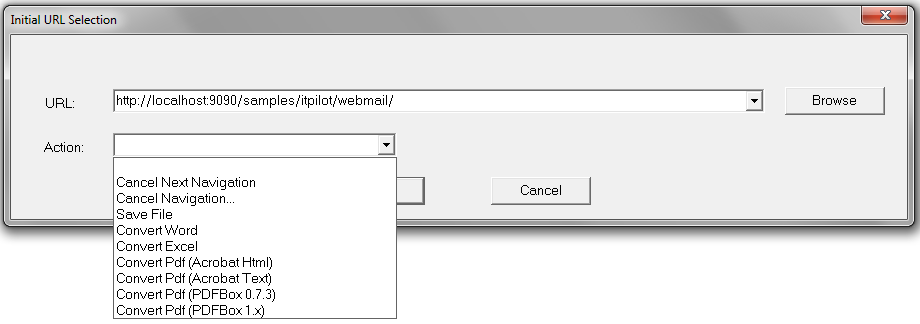 Initial URL Selection
URL: http://localhost:9090/samples/itpilot/webmail/ Browse
Action:
Cancel Next Navigation
Cancel Navigation... Cancel
Save File
Convert Word
Convert Excel
Convert Pdf (Acrobat Html)
Convert Pdf (Acrobat Text)
Convert Pdf (PDFBox 0.7.3)
Convert Pdf (PDFBox 1.x)